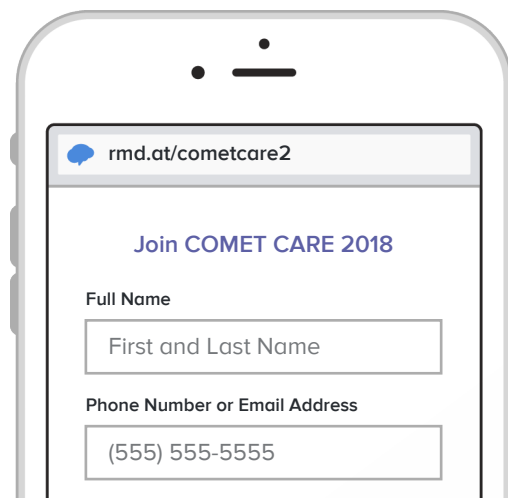 rmd.at/cometcare2
Join COMET CARE 2018
Full Name
First and Last Name
Phone Number or Email Address
(555) 555-5555